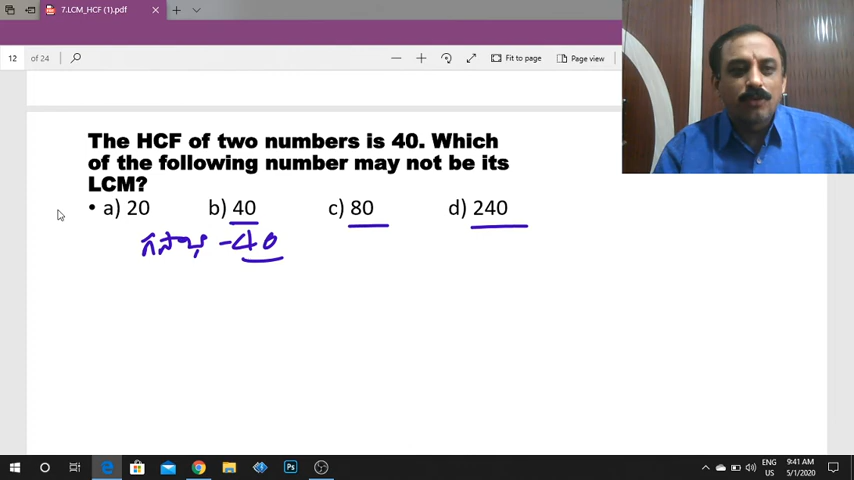 7.LCM_HCF (1).pdf
12 of 24
Fit to page
Page view
The HCF of two numbers is 40. Which
of the following number may not be its
LCM?
• a) 20 b) 40 c) 80 d) 240
-40
ENG 9:41 AM
US 5/1/2020